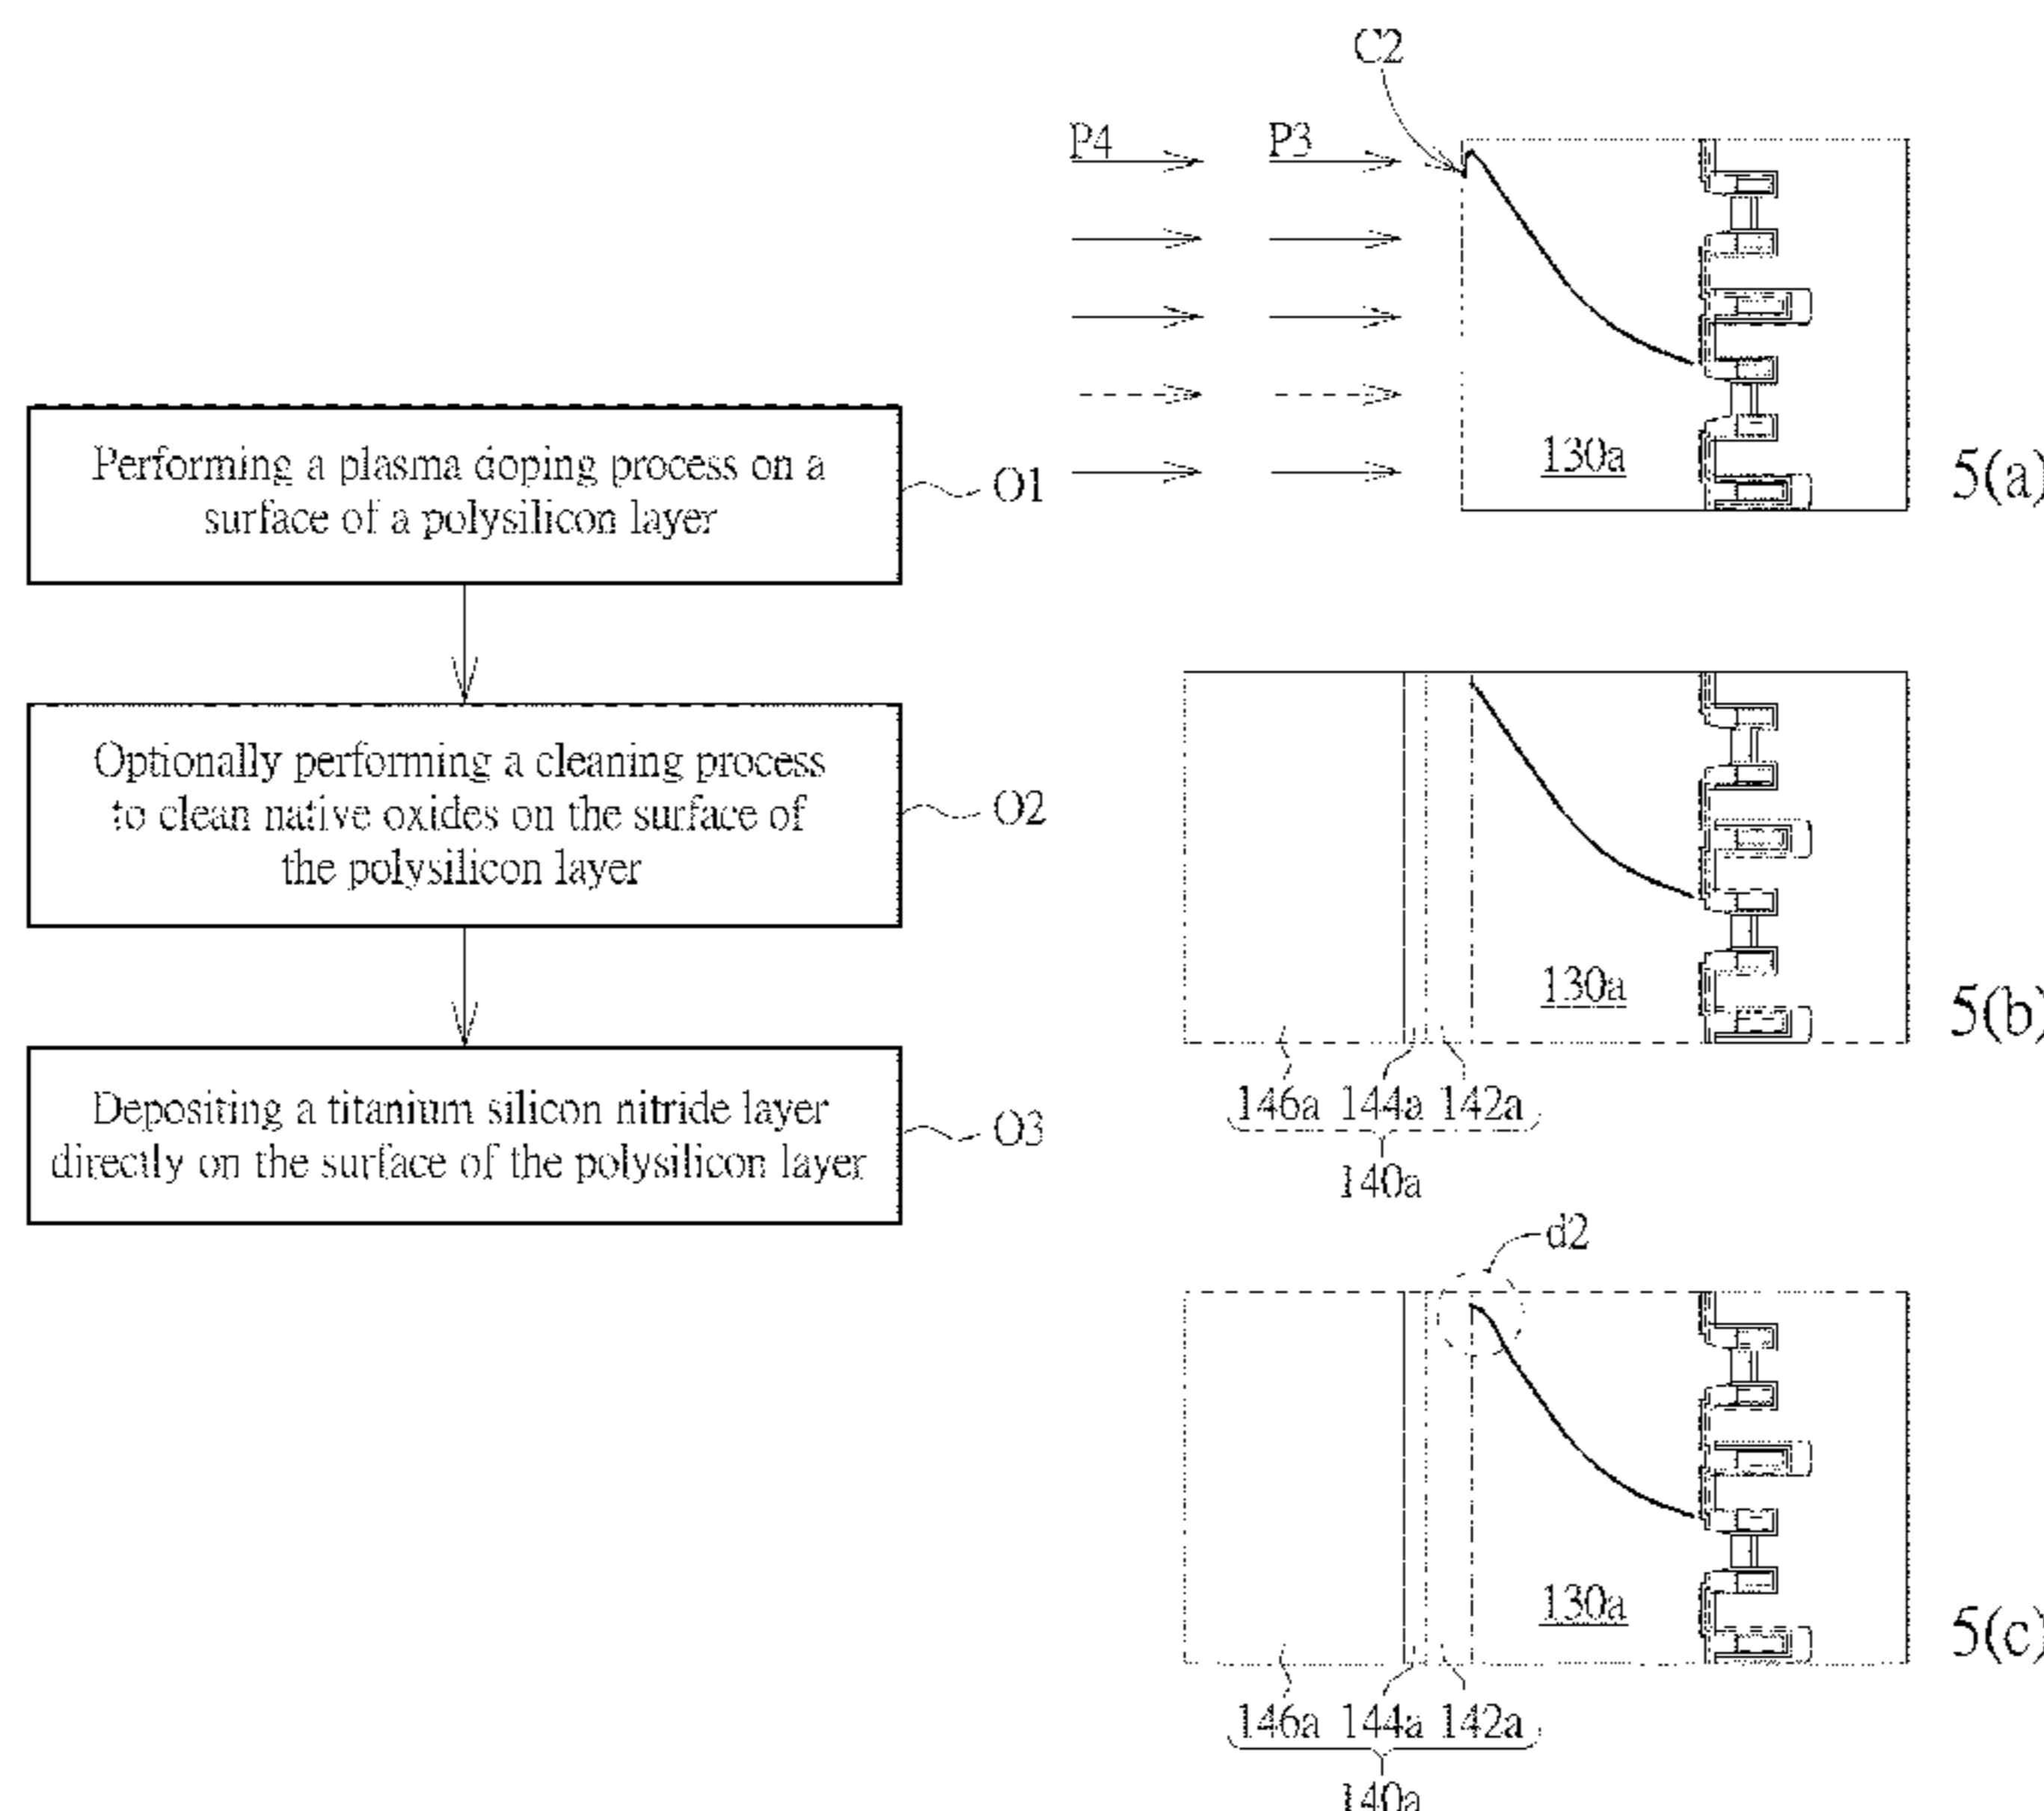 Performing a plasma doping process on a
surface of a polysilicon layer
O1
Optionally performing a cleaning process
to clean native oxides on the surface of
the polysilicon layer
O2
Depositing a titanium silicon nitride layer
directly on the surface of the polysilicon layer
O3
C2
P4 P3
130a
5(a)
130a
5(b)
146a 144a 142a
140a
d2
130a
5(c)
146a 144a 142a
140a